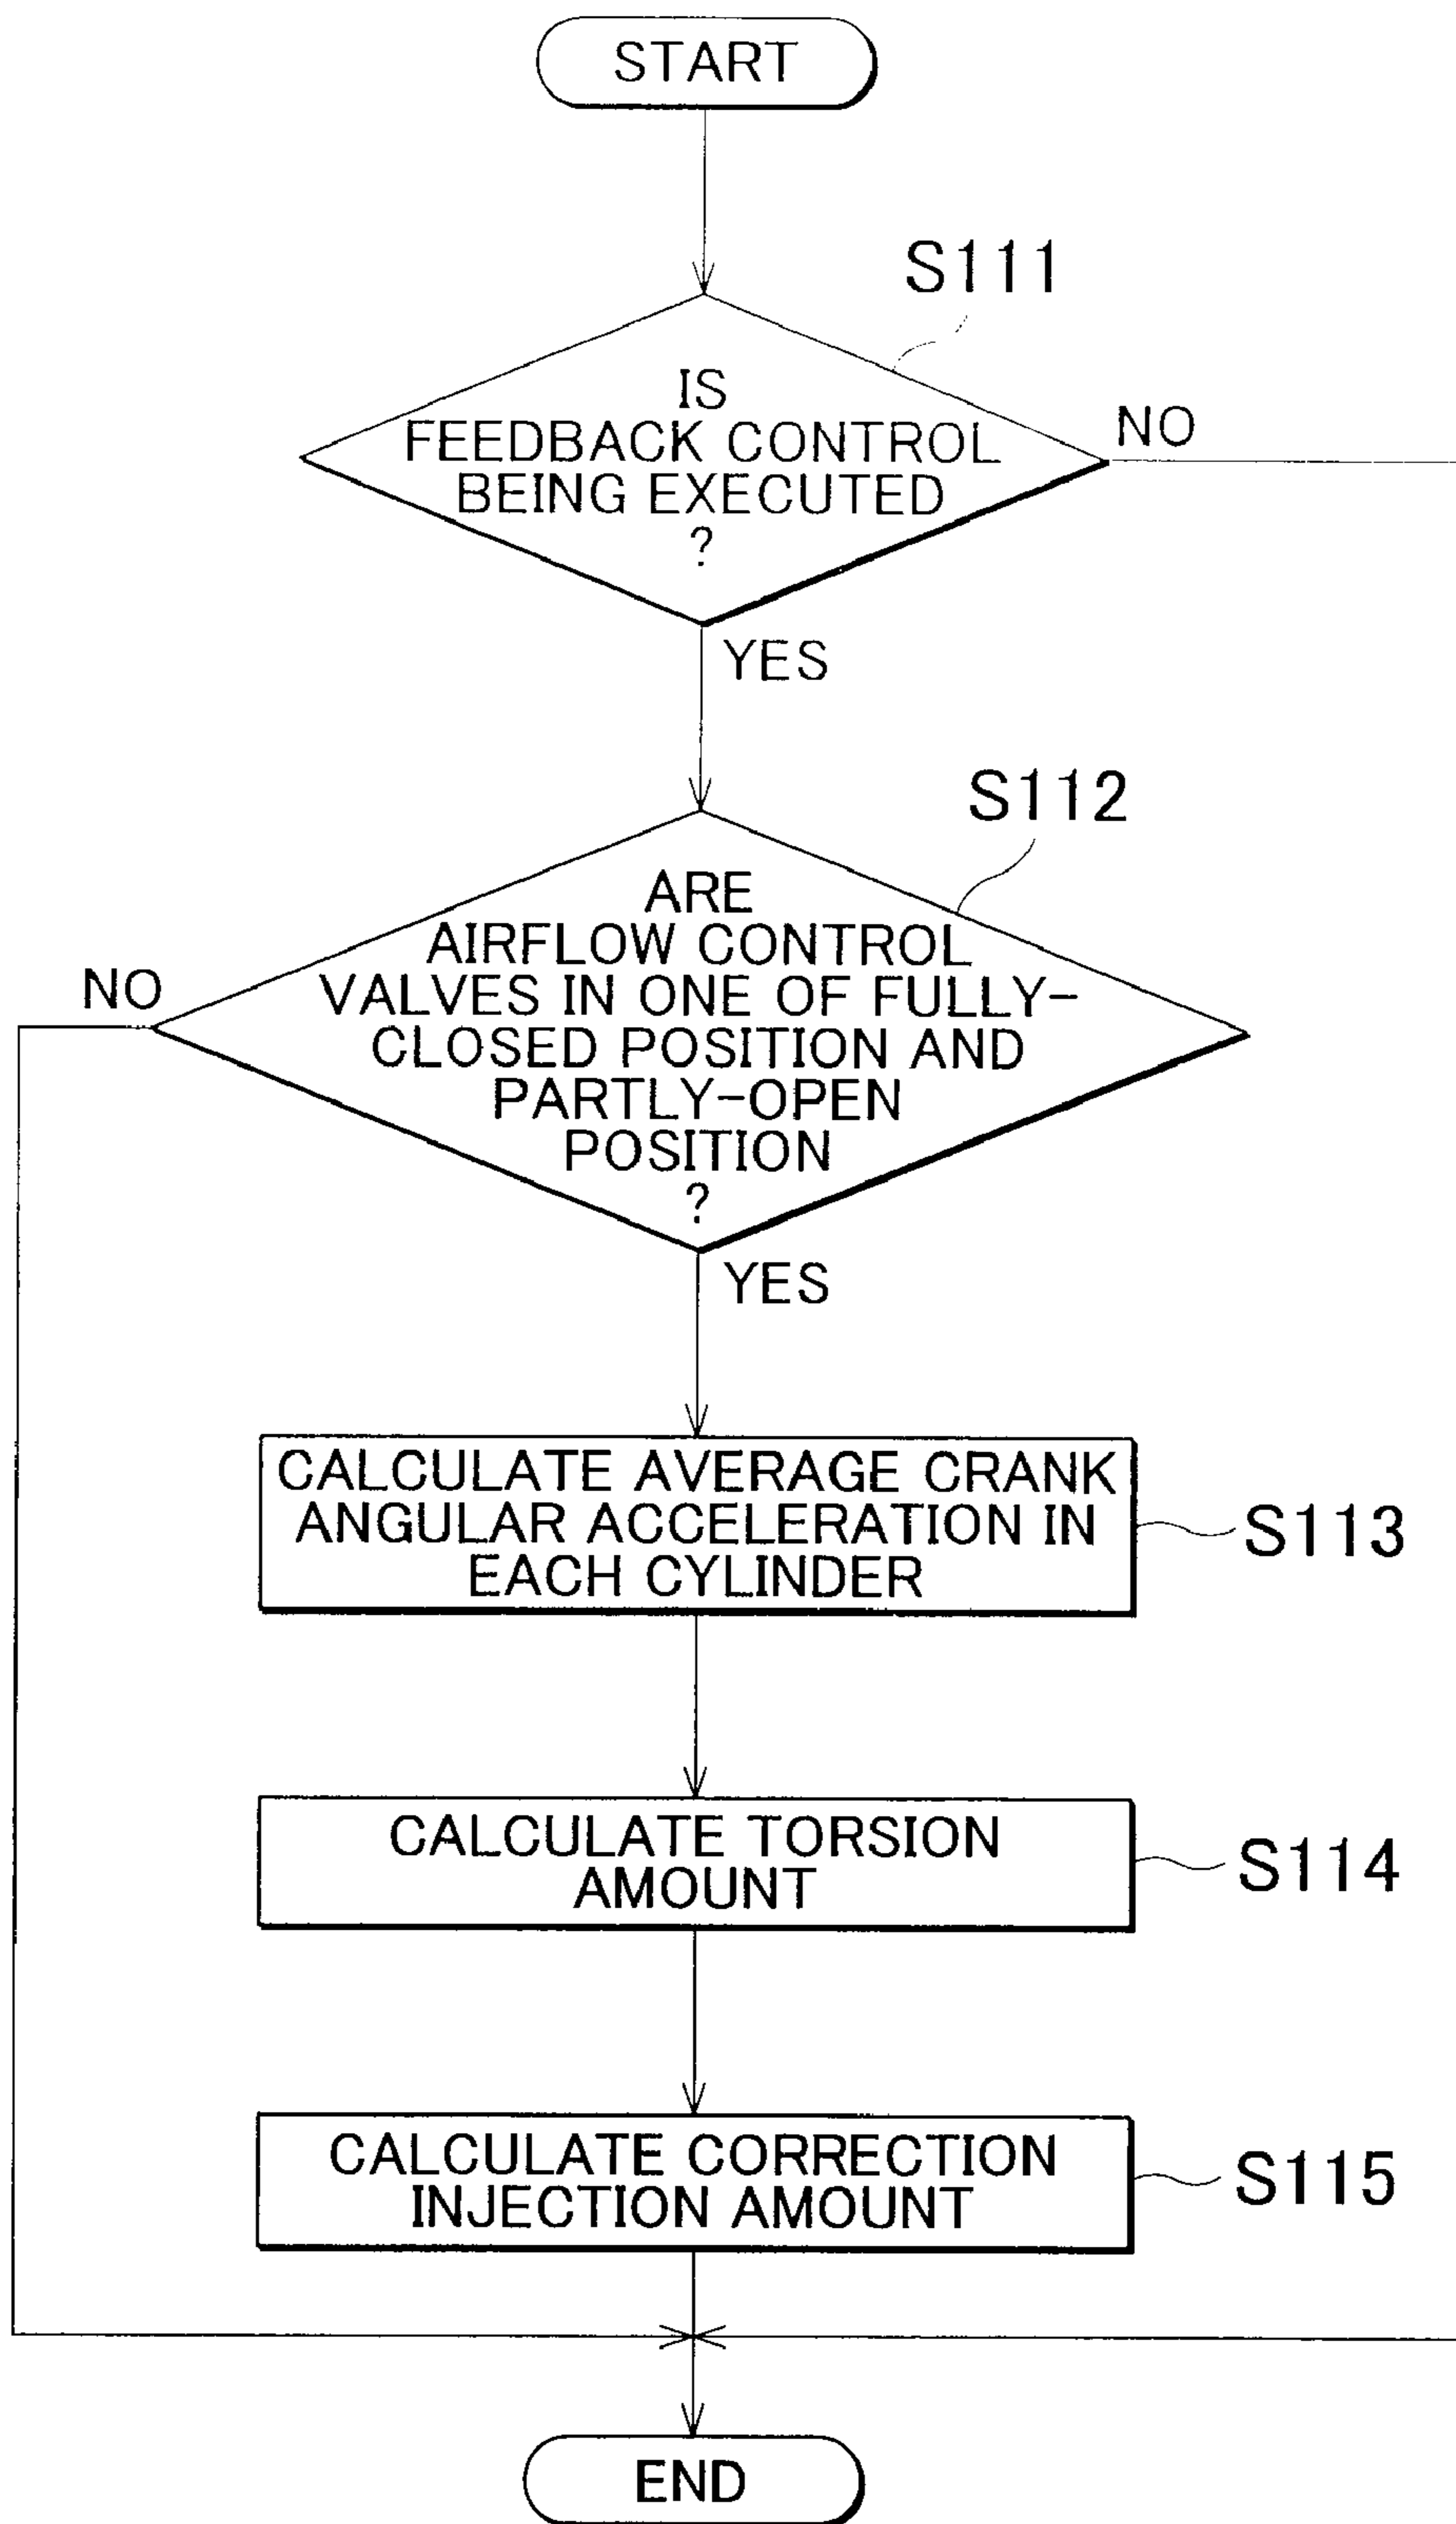 START
S111
IS
FEEDBACK CONTROL
BEING EXECUTED
?
NO
YES
S112
ARE
AIRFLOW CONTROL
VALVES IN ONE OF FULLY-
CLOSED POSITION AND
PARTLY-OPEN
POSITION
?
NO
YES
CALCULATE AVERAGE CRANK
ANGULAR ACCELERATION IN
EACH CYLINDER
S113
CALCULATE TORSION
AMOUNT
S114
CALCULATE CORRECTION
INJECTION AMOUNT
S115
END